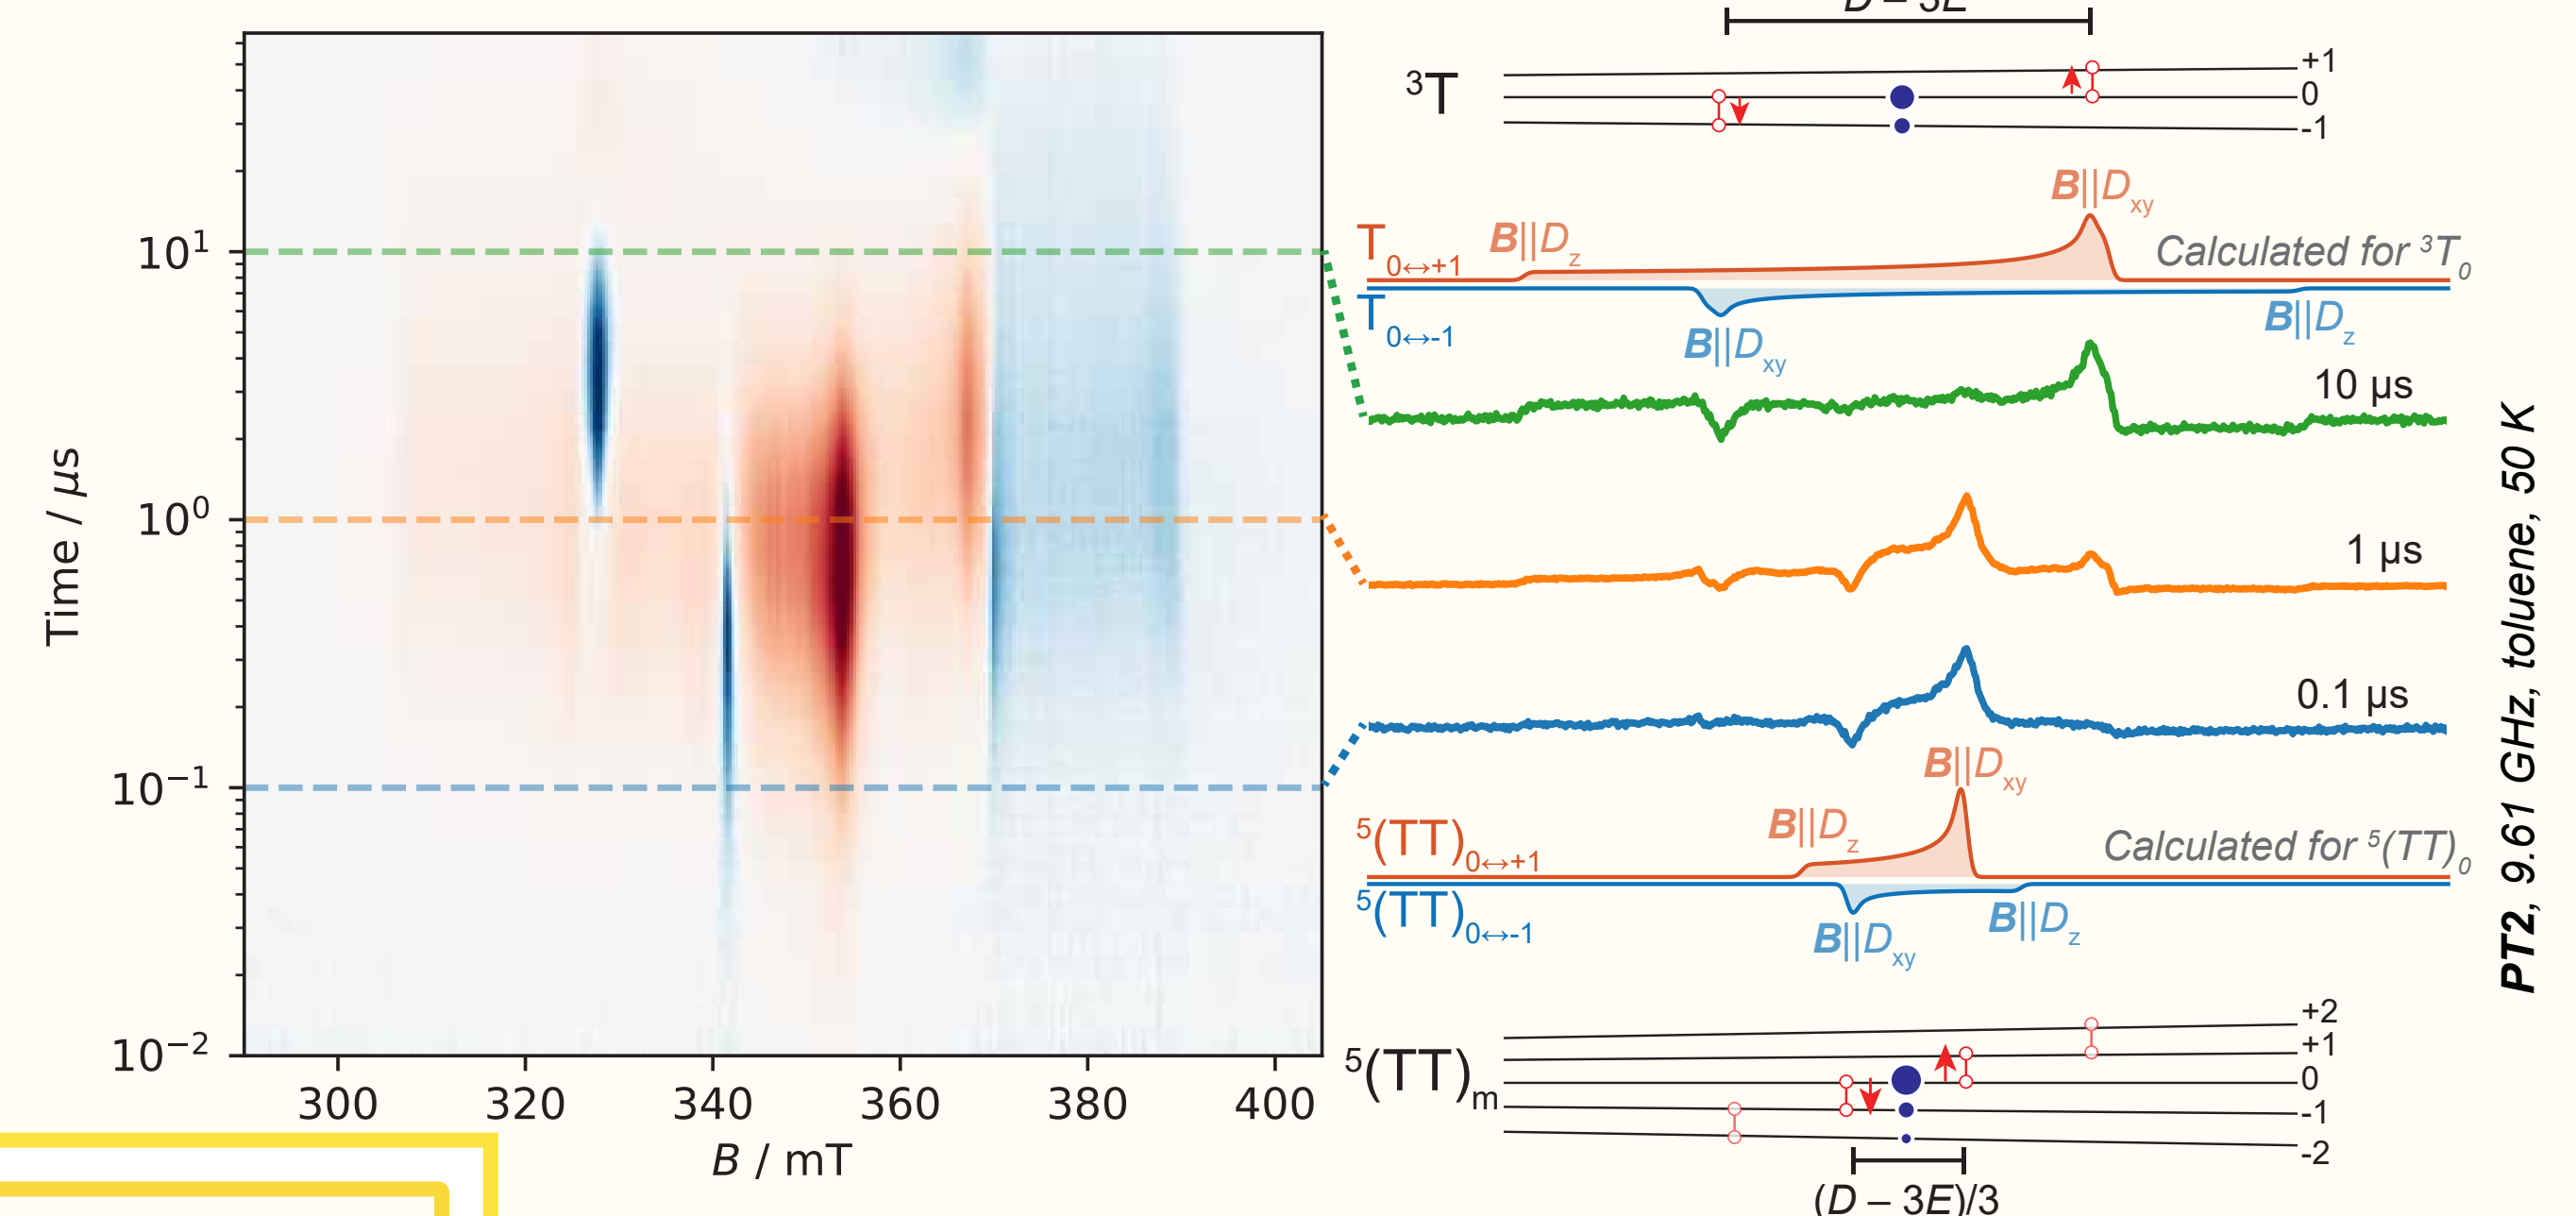 10¹
10⁰
10⁻¹
10⁻²
Time / μs
300 320 340 360 380 400
B / mT
D – 3E
³T
+1
0
-1
B||Dxy
B||Dz
T0↔+1
Calculated for ³T0
T0↔-1
B||Dxy
B||Dz
10 µs
1 µs
0.1 µs
B||Dxy
B||Dz
⁵(TT)0↔+1
Calculated for ⁵(TT)0
⁵(TT)0↔-1
B||Dxy
B||Dz
⁵(TT)m
+2
+1
0
-1
-2
(D – 3E)/3
PT2, 9.61 GHz, toluene, 50 K